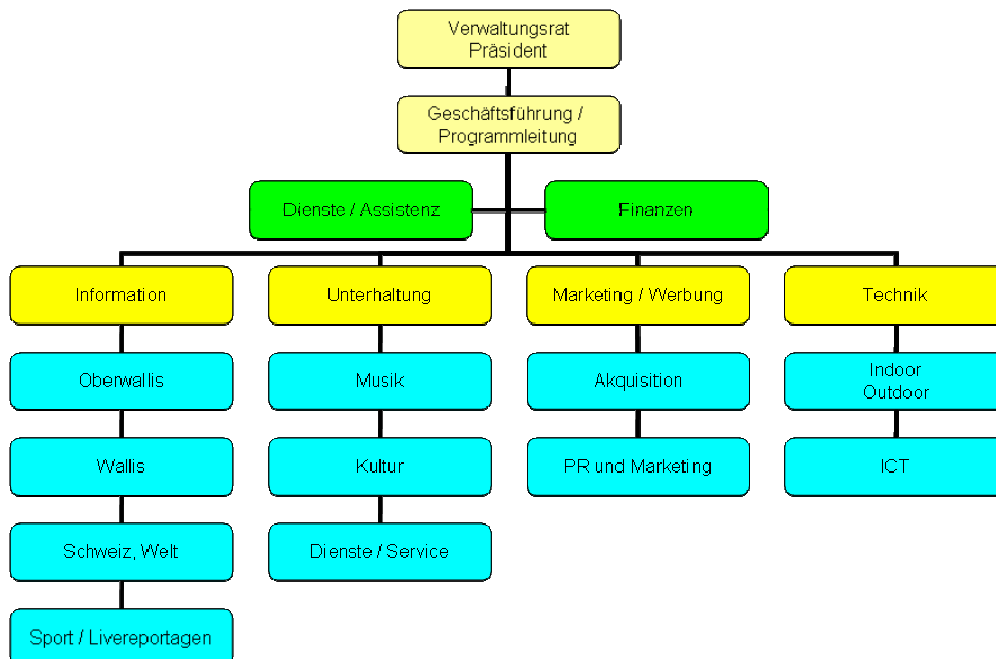 Verwaltungsrat
Präsident
Geschäftsführung /
Programmleitung
Dienste / Assistenz
Finanzen
Information
Unterhaltung
Marketing / Werbung
Technik
Oberwallis
Musik
Akquisition
Indoor
Outdoor
Wallis
Kultur
PR und Marketing
ICT
Schweiz, Welt
Dienste / Service
Sport / Livereportagen